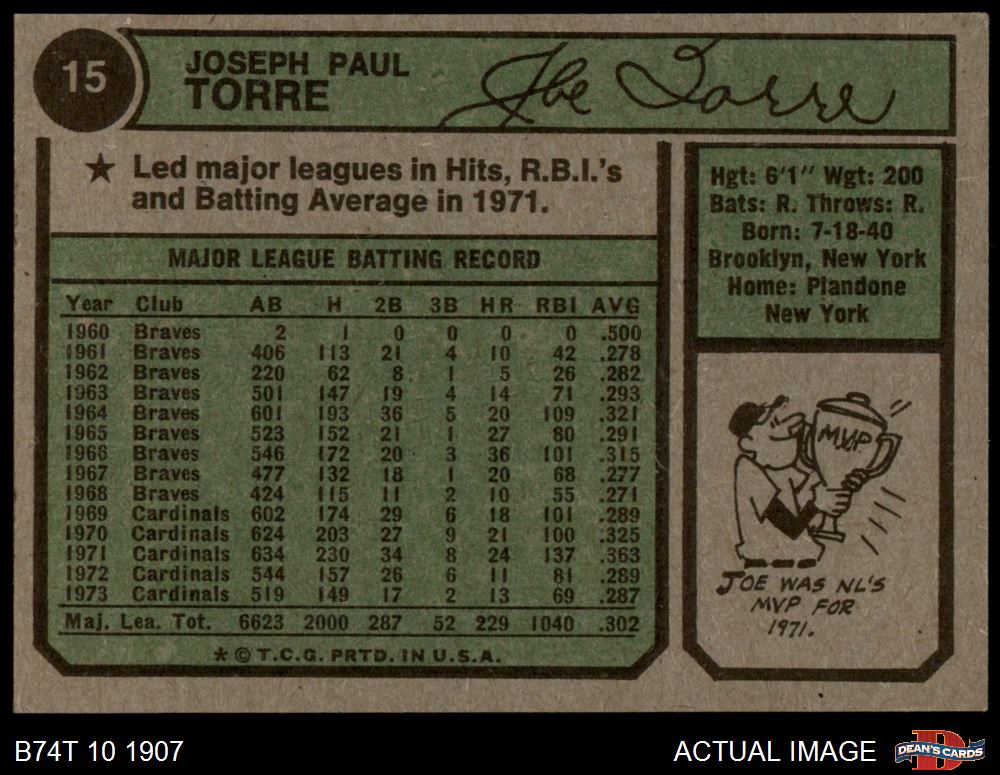 15
JOSEPH PAUL
TORRE
Joe Torre
★ Led major leagues in Hits, R.B.I.'s
and Batting Average in 1971.
MAJOR LEAGUE BATTING RECORD
Year Club AB H 2B 3B HR RBI AVG
1960 Braves 2 1 0 0 0 0 .500
1961 Braves 406 113 21 4 10 42 .278
1962 Braves 220 62 8 1 5 26 .282
1963 Braves 501 147 19 4 14 71 .293
1964 Braves 601 193 36 5 20 109 .321
1965 Braves 523 152 21 1 27 80 .291
1966 Braves 546 172 20 3 36 101 .315
1967 Braves 477 132 18 1 20 68 .277
1968 Braves 424 115 11 2 10 55 .271
1969 Cardinals 602 174 29 6 18 101 .289
1970 Cardinals 624 203 27 9 21 100 .325
1971 Cardinals 634 230 34 8 24 137 .363
1972 Cardinals 544 157 26 6 11 81 .289
1973 Cardinals 519 149 17 2 13 69 .287
Maj. Lea. Tot. 6623 2000 287 52 229 1040 .302
* © T.C.G. PRTD. IN U.S.A.
Hgt: 6'1" Wgt: 200
Bats: R. Throws: R.
Born: 7-18-40
Brooklyn, New York
Home: Plandone
New York
MVP
JOE WAS NL'S
MVP FOR
1971.
B74T 10 1907
ACTUAL IMAGE
DEAN'S CARDS